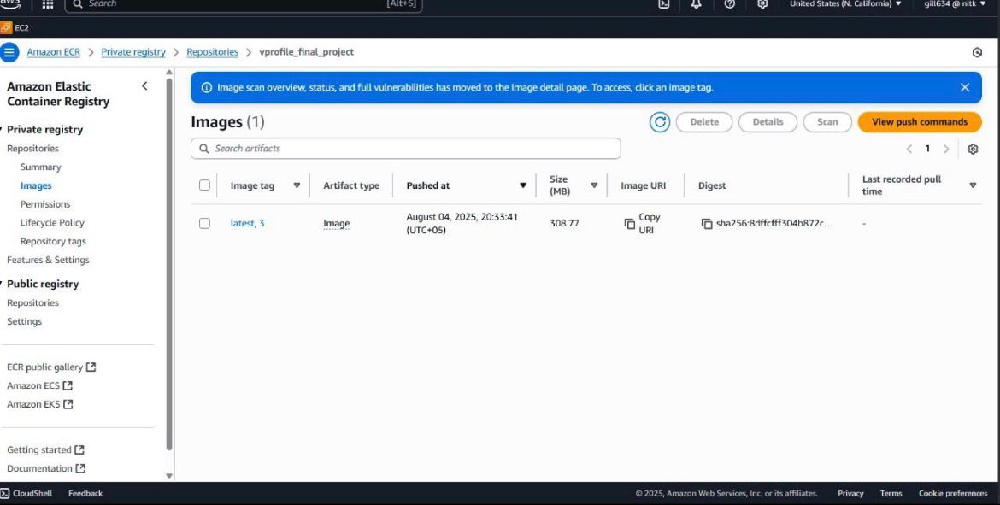 aws
Search
[Alt+S]
United States (N. California)
gill634 @ nitk
EC2
Amazon ECR
Private registry
Repositories
vprofile_final_project
Amazon Elastic
Container Registry
Private registry
Repositories
Summary
Images
Permissions
Lifecycle Policy
Repository tags
Features & Settings
Public registry
Repositories
Settings
ECR public gallery
Amazon ECS
Amazon EKS
Getting started
Documentation
Image scan overview, status, and full vulnerabilities has moved to the Image detail page. To access, click an image tag.
Images (1)
Delete
Details
Scan
View push commands
Search artifacts
1
Image tag
Artifact type
Pushed at
Size
(MB)
Image URI
Digest
Last recorded pull
time
latest, 3
Image
August 04, 2025, 20:33:41
(UTC+05)
308.77
Copy
URI
sha256:8dffcfff304b872c...
-
CloudShell
Feedback
© 2025, Amazon Web Services, Inc. or its affiliates.
Privacy
Terms
Cookie preferences